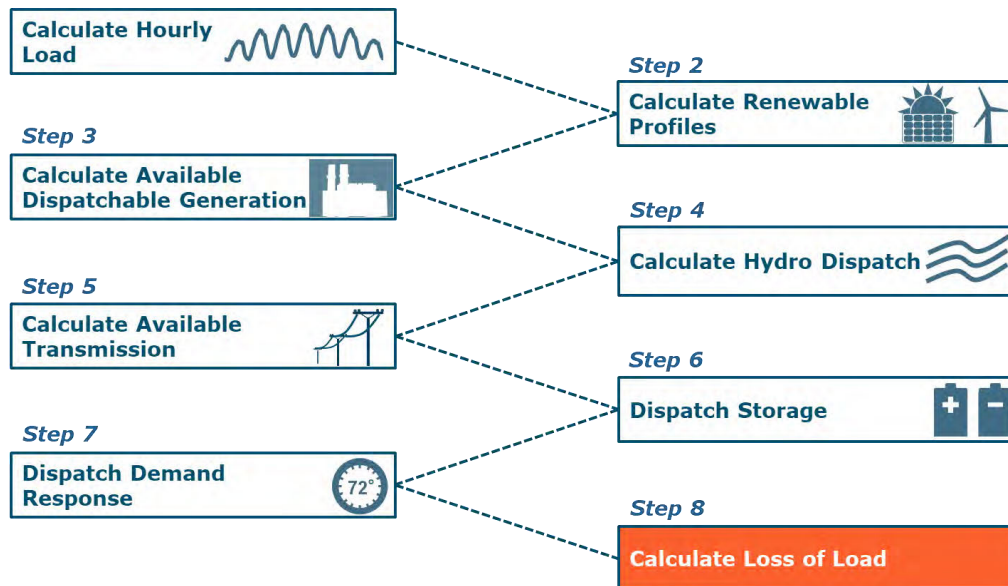 Calculate Hourly
Load
Step 2
Calculate Renewable
Profiles
Step 3
Calculate Available
Dispatchable Generation
Step 4
Calculate Hydro Dispatch
Step 5
Calculate Available
Transmission
Step 6
Dispatch Storage
+ −
Step 7
Dispatch Demand
Response
72°
Step 8
Calculate Loss of Load